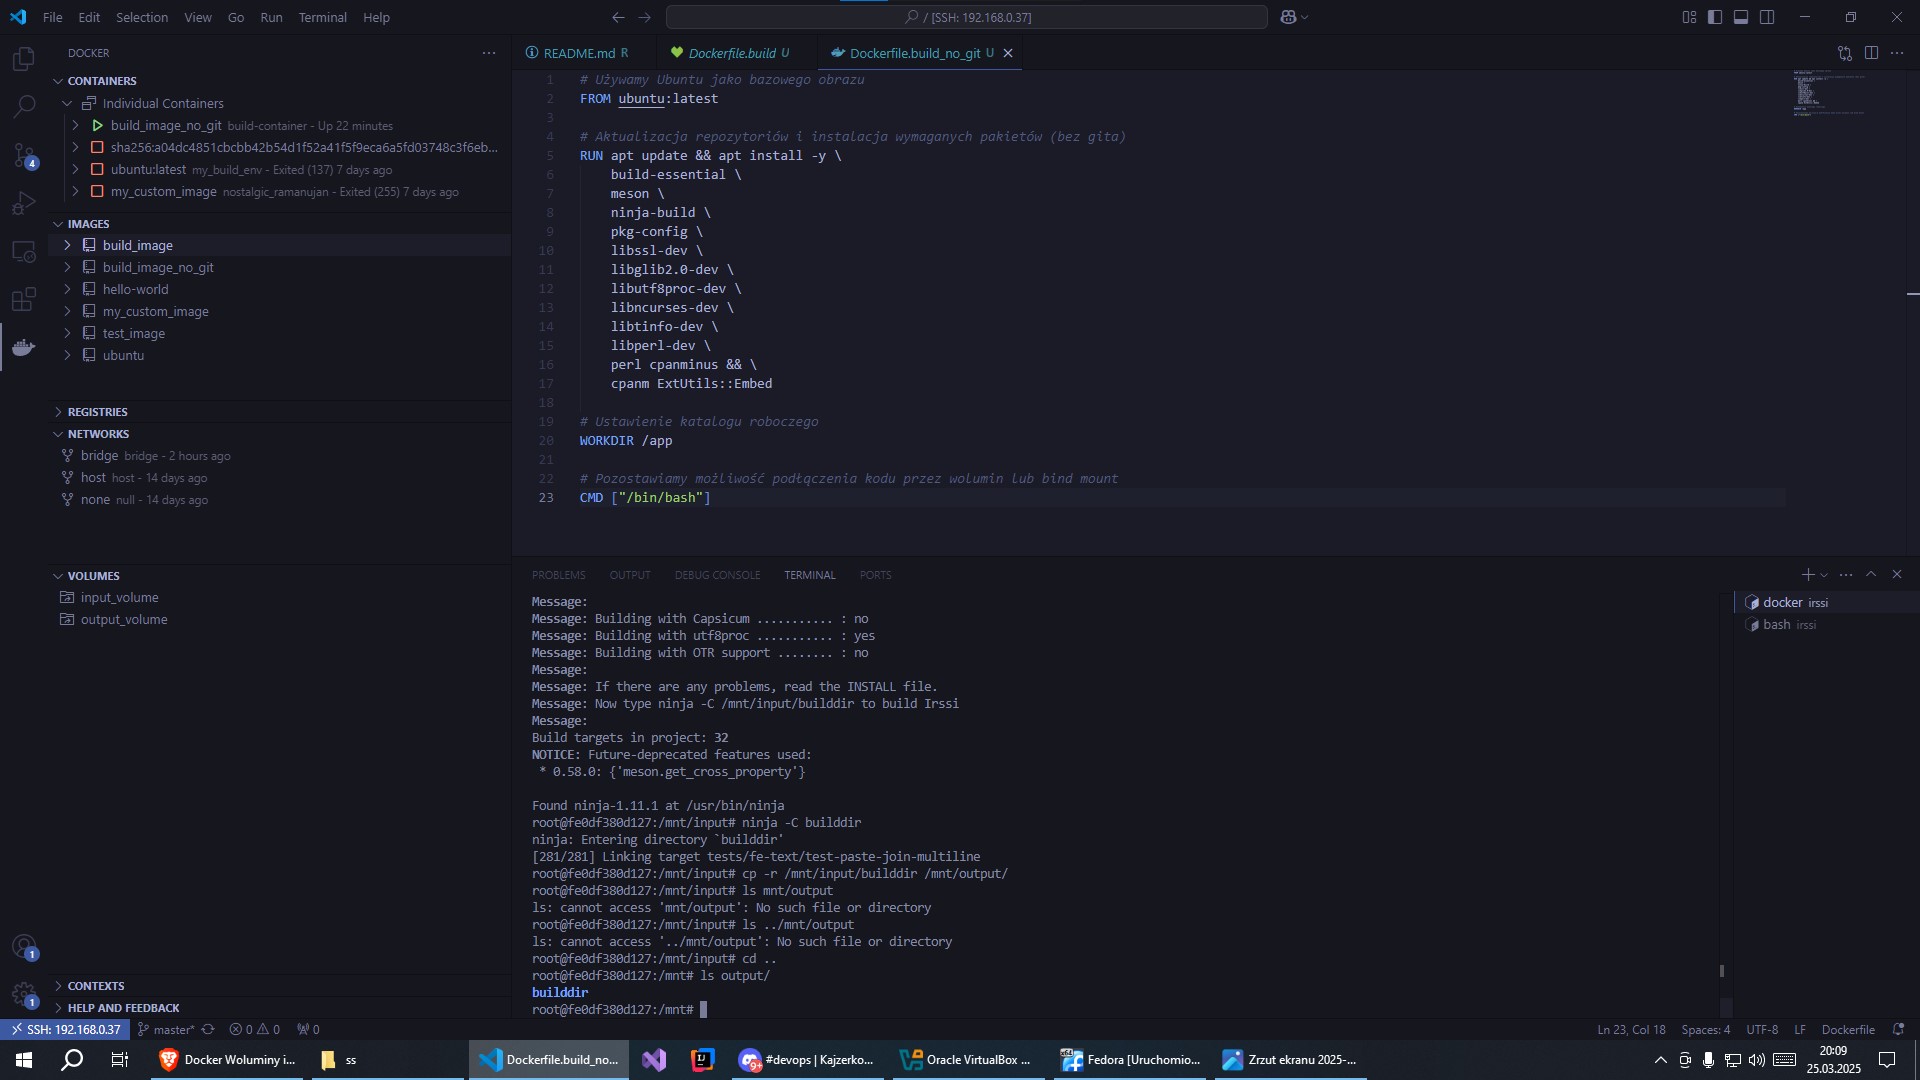 File Edit Selection View Go Run Terminal Help
/ [SSH: 192.168.0.37]
DOCKER
README.md R
Dockerfile.build U
Dockerfile.build_no_git U
CONTAINERS
Individual Containers
build_image_no_git build-container - Up 22 minutes
sha256:a04dc4851cbcbb42b54d1f52a41f5f9eca6a5fd03748c3f6eb...
ubuntu:latest my_build_env - Exited (137) 7 days ago
my_custom_image nostalgic_ramanujan - Exited (255) 7 days ago
IMAGES
build_image
build_image_no_git
hello-world
my_custom_image
test_image
ubuntu
REGISTRIES
NETWORKS
bridge bridge - 2 hours ago
host host - 14 days ago
none null - 14 days ago
VOLUMES
input_volume
output_volume
CONTEXTS
HELP AND FEEDBACK
4
1
1
1 # Używamy Ubuntu jako bazowego obrazu
2 FROM ubuntu:latest
3
4 # Aktualizacja repozytoriów i instalacja wymaganych pakietów (bez gita)
5 RUN apt update && apt install -y \
6 build-essential \
7 meson \
8 ninja-build \
9 pkg-config \
10 libssl-dev \
11 libglib2.0-dev \
12 libutf8proc-dev \
13 libncurses-dev \
14 libtinfo-dev \
15 libperl-dev \
16 perl cpanminus && \
17 cpanm ExtUtils::Embed
18
19 # Ustawienie katalogu roboczego
20 WORKDIR /app
21
22 # Pozostawiamy możliwość podłączenia kodu przez wolumin lub bind mount
23 CMD ["/bin/bash"]
PROBLEMS OUTPUT DEBUG CONSOLE TERMINAL PORTS
docker irssi
bash irssi
Message:
Message: Building with Capsicum ........... : no
Message: Building with utf8proc ........... : yes
Message: Building with OTR support ........ : no
Message:
Message: If there are any problems, read the INSTALL file.
Message: Now type ninja -C /mnt/input/builddir to build Irssi
Message:
Build targets in project: 32
NOTICE: Future-deprecated features used:
* 0.58.0: {'meson.get_cross_property'}
Found ninja-1.11.1 at /usr/bin/ninja
root@fe0df380d127:/mnt/input# ninja -C builddir
ninja: Entering directory `builddir'
[281/281] Linking target tests/fe-text/test-paste-join-multiline
root@fe0df380d127:/mnt/input# cp -r /mnt/input/builddir /mnt/output/
root@fe0df380d127:/mnt/input# ls mnt/output
ls: cannot access 'mnt/output': No such file or directory
root@fe0df380d127:/mnt/input# ls ../mnt/output
ls: cannot access '../mnt/output': No such file or directory
root@fe0df380d127:/mnt/input# cd ..
root@fe0df380d127:/mnt# ls output/
builddir
root@fe0df380d127:/mnt#
SSH: 192.168.0.37 master* 0 0 0
Ln 23, Col 18 Spaces: 4 UTF-8 LF Dockerfile
Docker Woluminy i...
ss
Dockerfile.build_no...
#devops | Kajzerko...
Oracle VirtualBox ...
Fedora [Uruchomio...
Zrzut ekranu 2025-...
20:09
25.03.2025